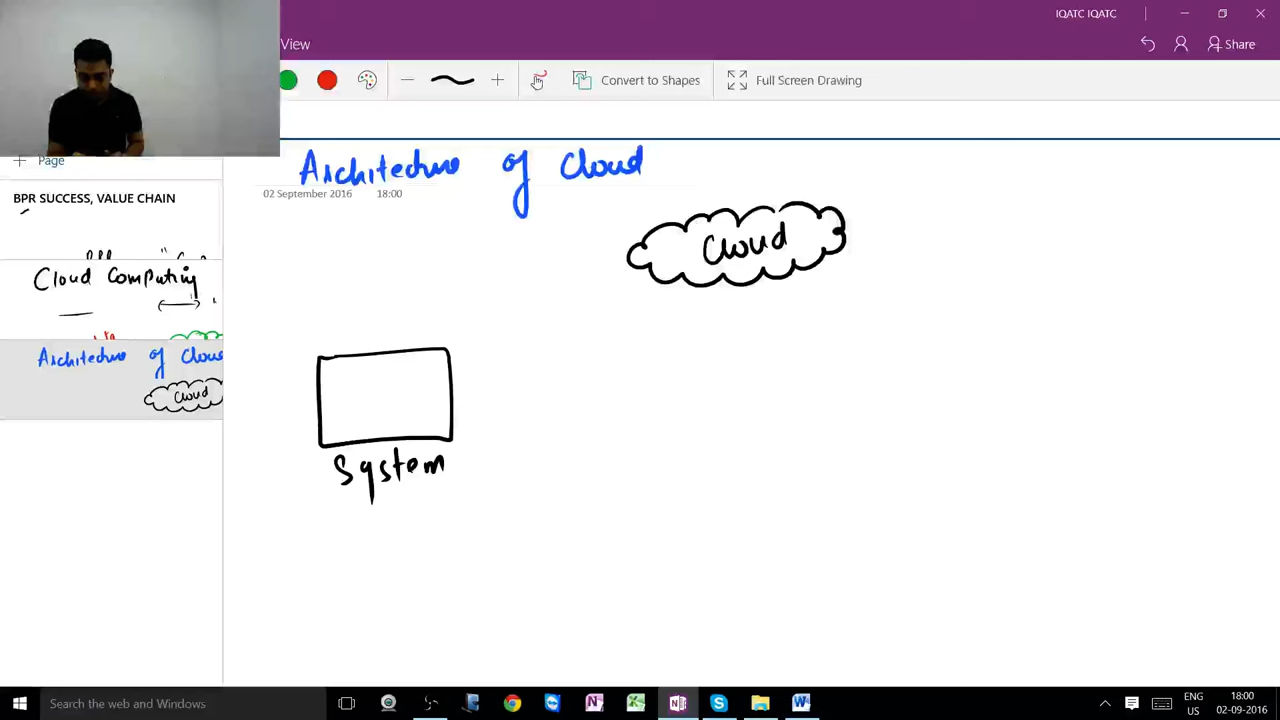 IQATC IQATC
View
Share
Convert to Shapes
Full Screen Drawing
Page
Architecture of Cloud
02 September 2016 18:00
BPR SUCCESS, VALUE CHAIN
Cloud Computing
Architecture of Cloud
Cloud
Cloud
System
Search the web and Windows
ENG
US
18:00
02-09-2016